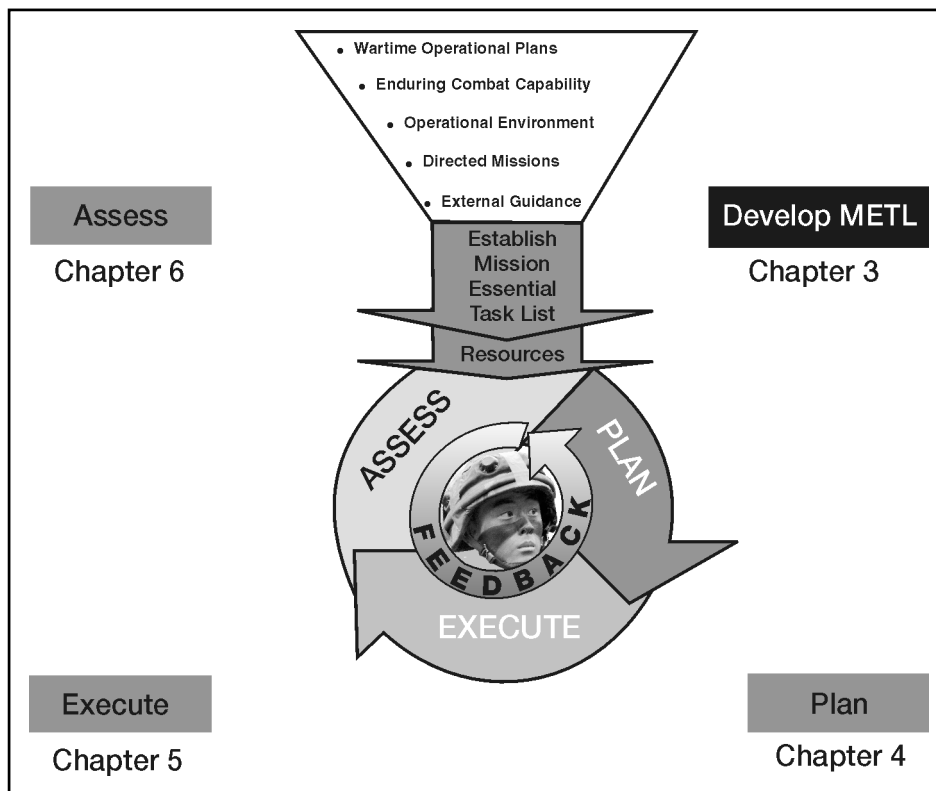 • Wartime Operational Plans
• Enduring Combat Capability
• Operational Environment
• Directed Missions
• External Guidance
Assess
Chapter 6
Develop METL
Chapter 3
Establish
Mission
Essential
Task List
Resources
ASSESS
PLAN
FEEDBACK
EXECUTE
Execute
Chapter 5
Plan
Chapter 4